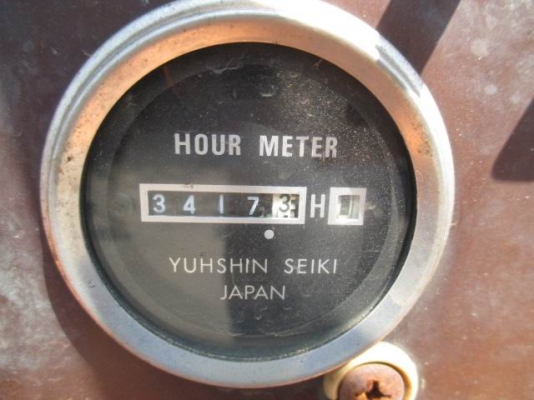 HOUR METER
34173 H
YUHSHIN SEIKI
JAPAN